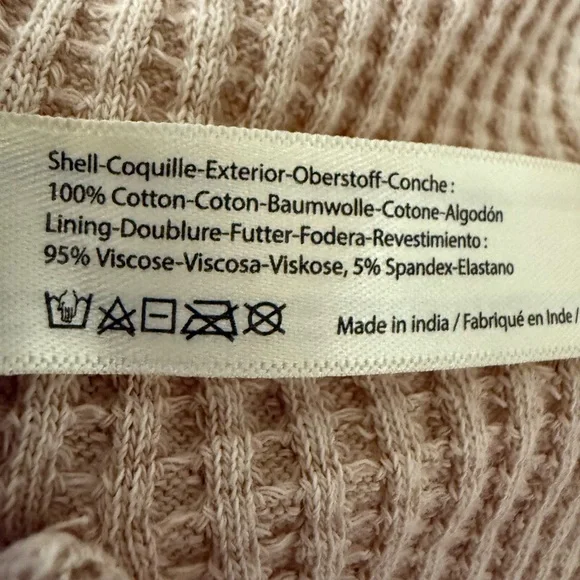 Shell-Coquille-Exterior-Oberstoff-Conche:
100% Cotton-Coton-Baumwolle-Cotone-Algodón
Lining-Doublure-Futter-Fodera-Revestimiento:
95% Viscose-Viscosa-Viskose, 5% Spandex-Elastano
Made in india / Fabriqué en Inde /